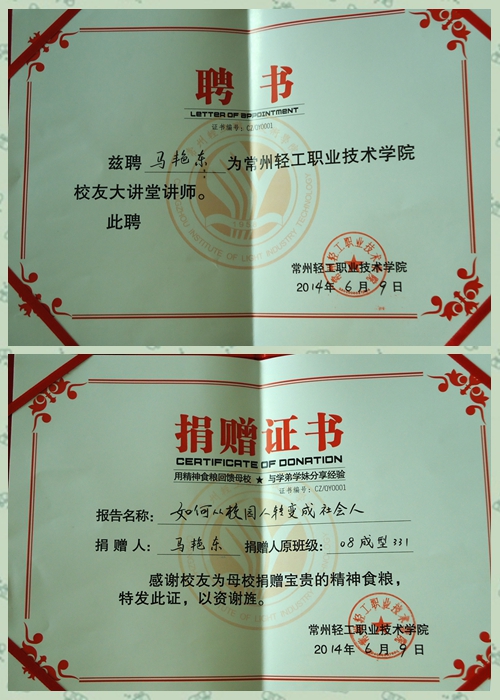 聘书
LETTER OF APPOINTMENT
证书编号:CZ/QY0001
兹聘 马艳东 为常州轻工职业技术学院
校友大讲堂讲师。
此聘
常州轻工职业技术学院
2014年 6月 9日
捐赠证书
CERTIFICATE OF DONATION
用精神食粮回馈母校 ★ 与学弟学妹分享经验
证书编号:CZ/QY0001
报告名称: 如何从校园人转变成社会人
捐赠人: 马艳东 捐赠人原班级: 08成型331
感谢校友为母校捐赠宝贵的精神食粮,
特发此证,以资谢旌。
常州轻工职业技术学院
2014年 6月 9日